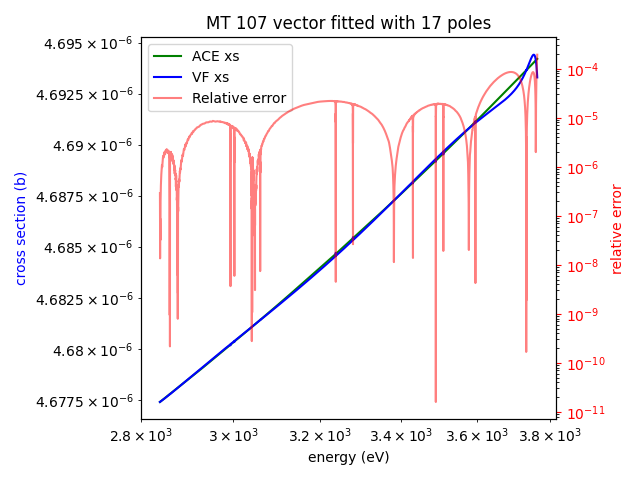 MT 107 vector fitted with 17 poles
ACE xs
VF xs
Relative error
4.695 × 10⁻⁶
4.6925 × 10⁻⁶
4.69 × 10⁻⁶
4.6875 × 10⁻⁶
4.685 × 10⁻⁶
4.6825 × 10⁻⁶
4.68 × 10⁻⁶
4.6775 × 10⁻⁶
cross section (b)
10⁻⁴
10⁻⁵
10⁻⁶
10⁻⁷
10⁻⁸
10⁻⁹
10⁻¹⁰
10⁻¹¹
relative error
2.8 × 10³ 3 × 10³ 3.2 × 10³ 3.4 × 10³ 3.6 × 10³ 3.8 × 10³
energy (eV)